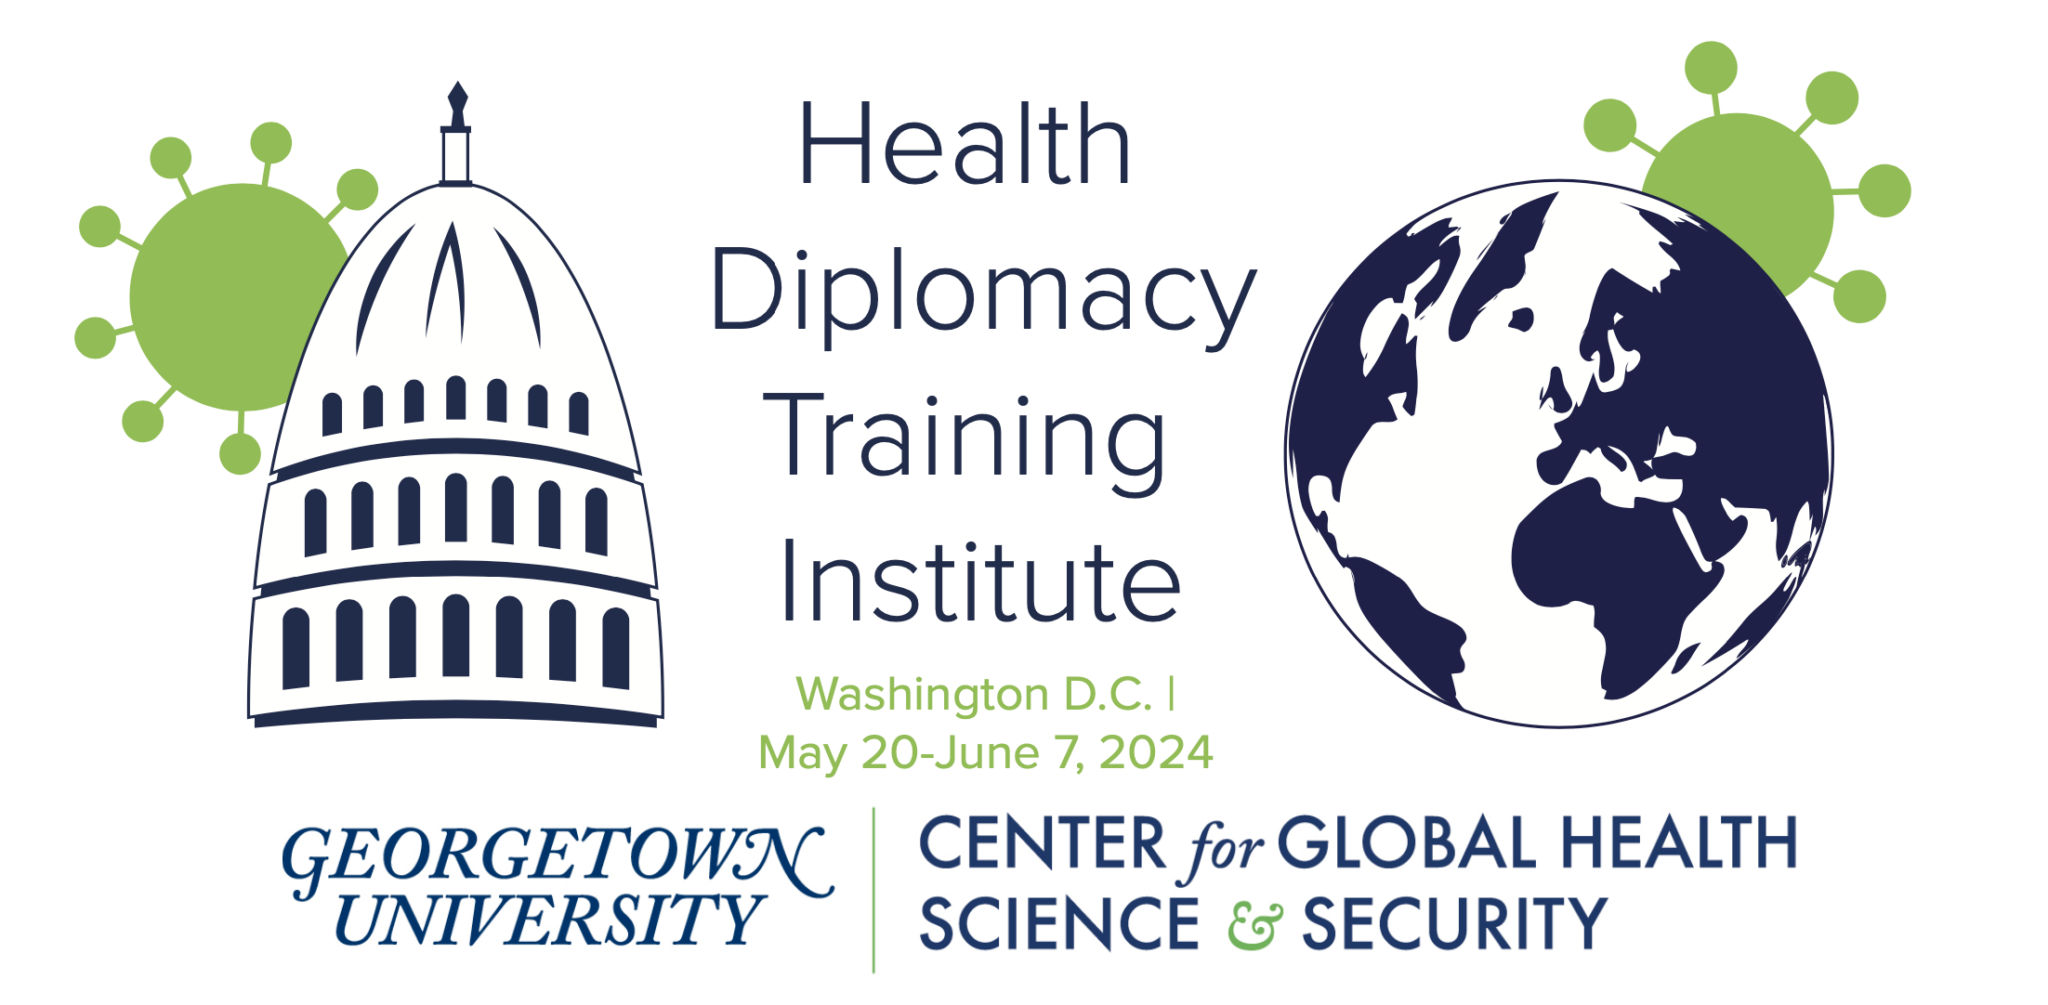 Health
Diplomacy
Training
Institute
Washington D.C. |
May 20-June 7, 2024
GEORGETOWN
UNIVERSITY
CENTER for GLOBAL HEALTH
SCIENCE & SECURITY